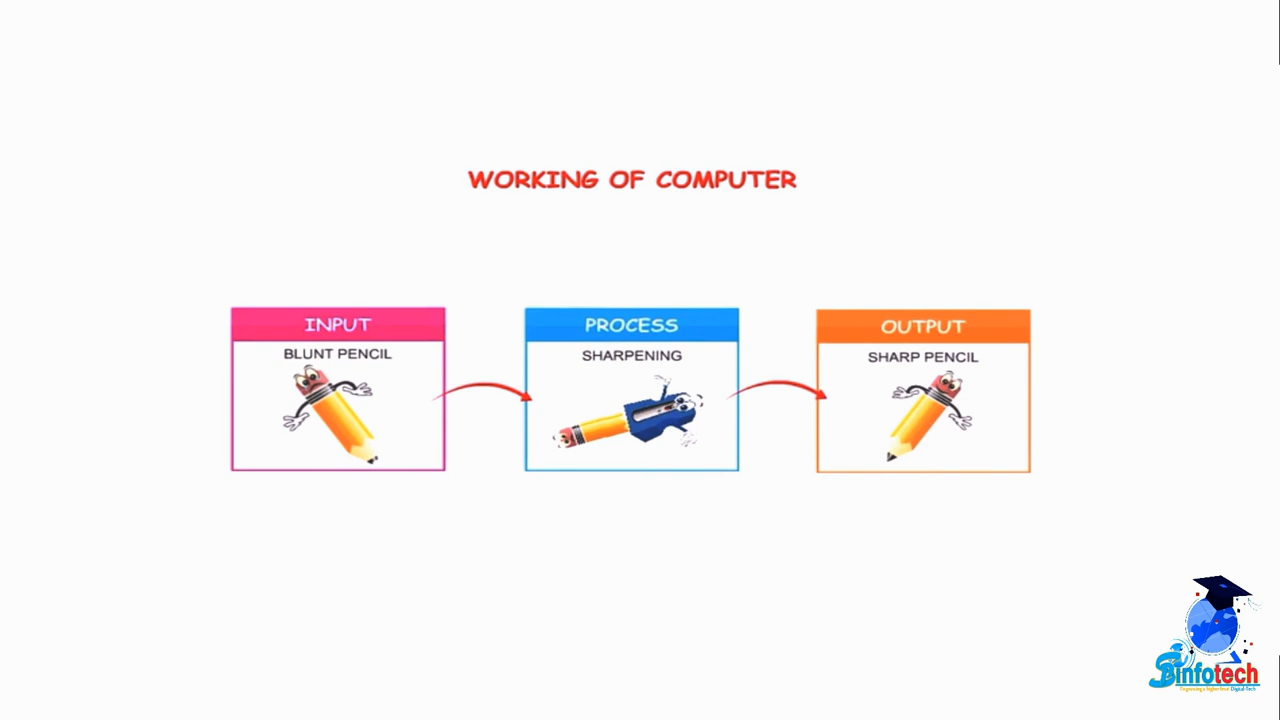 WORKING OF COMPUTER
INPUT
BLUNT PENCIL
PROCESS
SHARPENING
OUTPUT
SHARP PENCIL
infotech